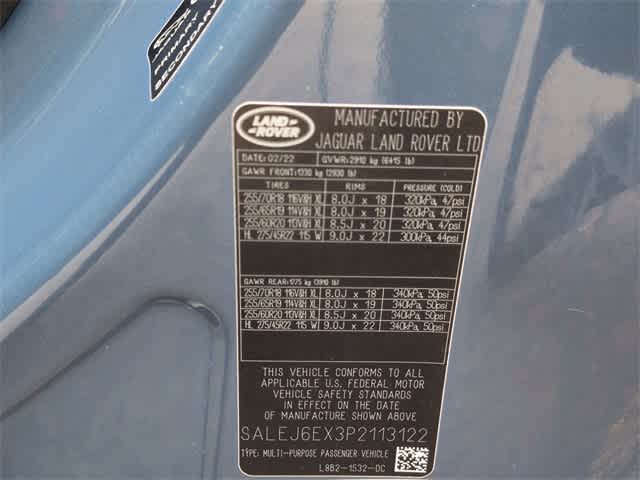 PRIMARY
SECONDARY
LAND
ROVER
MANUFACTURED BY
JAGUAR LAND ROVER LTD
DATE: 02/22 GVWR: 2910 kg (6415 lb)
GAWR FRONT: 1330 kg (2930 lb)
TIRES RIMS PRESSURE (COLD)
255/70R18 116V&H XL 8.0J x 18 320kPa, 47psi
255/65R19 114V&H XL 8.0J x 19 320kPa, 47psi
255/60R20 113V&H XL 8.5J x 20 320kPa, 47psi
HL 275/45R22 115 W 9.0J x 22 300kPa, 44psi
GAWR REAR: 1775 kg (3910 lb)
255/70R18 116V&H XL 8.0J x 18 340kPa, 50psi
255/65R19 114V&H XL 8.0J x 19 340kPa, 50psi
255/60R20 113V&H XL 8.5J x 20 340kPa, 50psi
HL 275/45R22 115 W 9.0J x 22 340kPa, 50psi
THIS VEHICLE CONFORMS TO ALL
APPLICABLE U.S. FEDERAL MOTOR
VEHICLE SAFETY STANDARDS
IN EFFECT ON THE DATE
OF MANUFACTURE SHOWN ABOVE
SALEJ6EX3P2113122
TYPE: MULTI-PURPOSE PASSENGER VEHICLE
L8B2-1532-DC